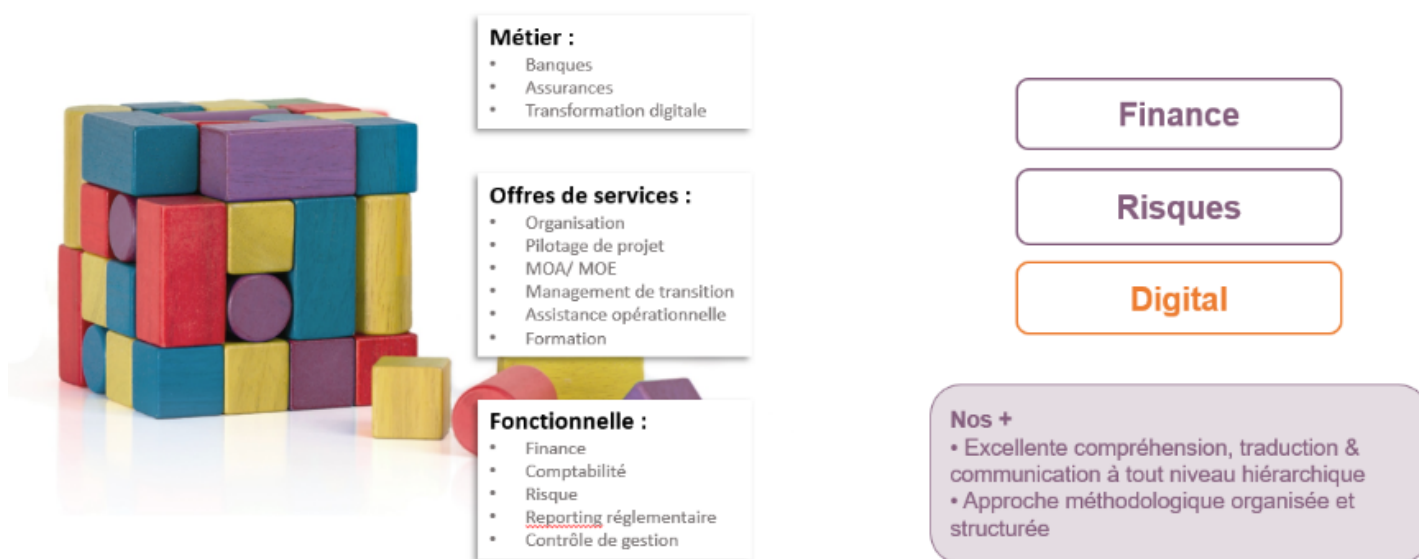 Métier :
• Banques
• Assurances
• Transformation digitale
Offres de services :
• Organisation
• Pilotage de projet
• MOA/ MOE
• Management de transition
• Assistance opérationnelle
• Formation
Fonctionnelle :
• Finance
• Comptabilité
• Risque
• Reporting réglementaire
• Contrôle de gestion
Finance
Risques
Digital
Nos +
• Excellente compréhension, traduction &
communication à tout niveau hiérarchique
• Approche méthodologique organisée et
structurée